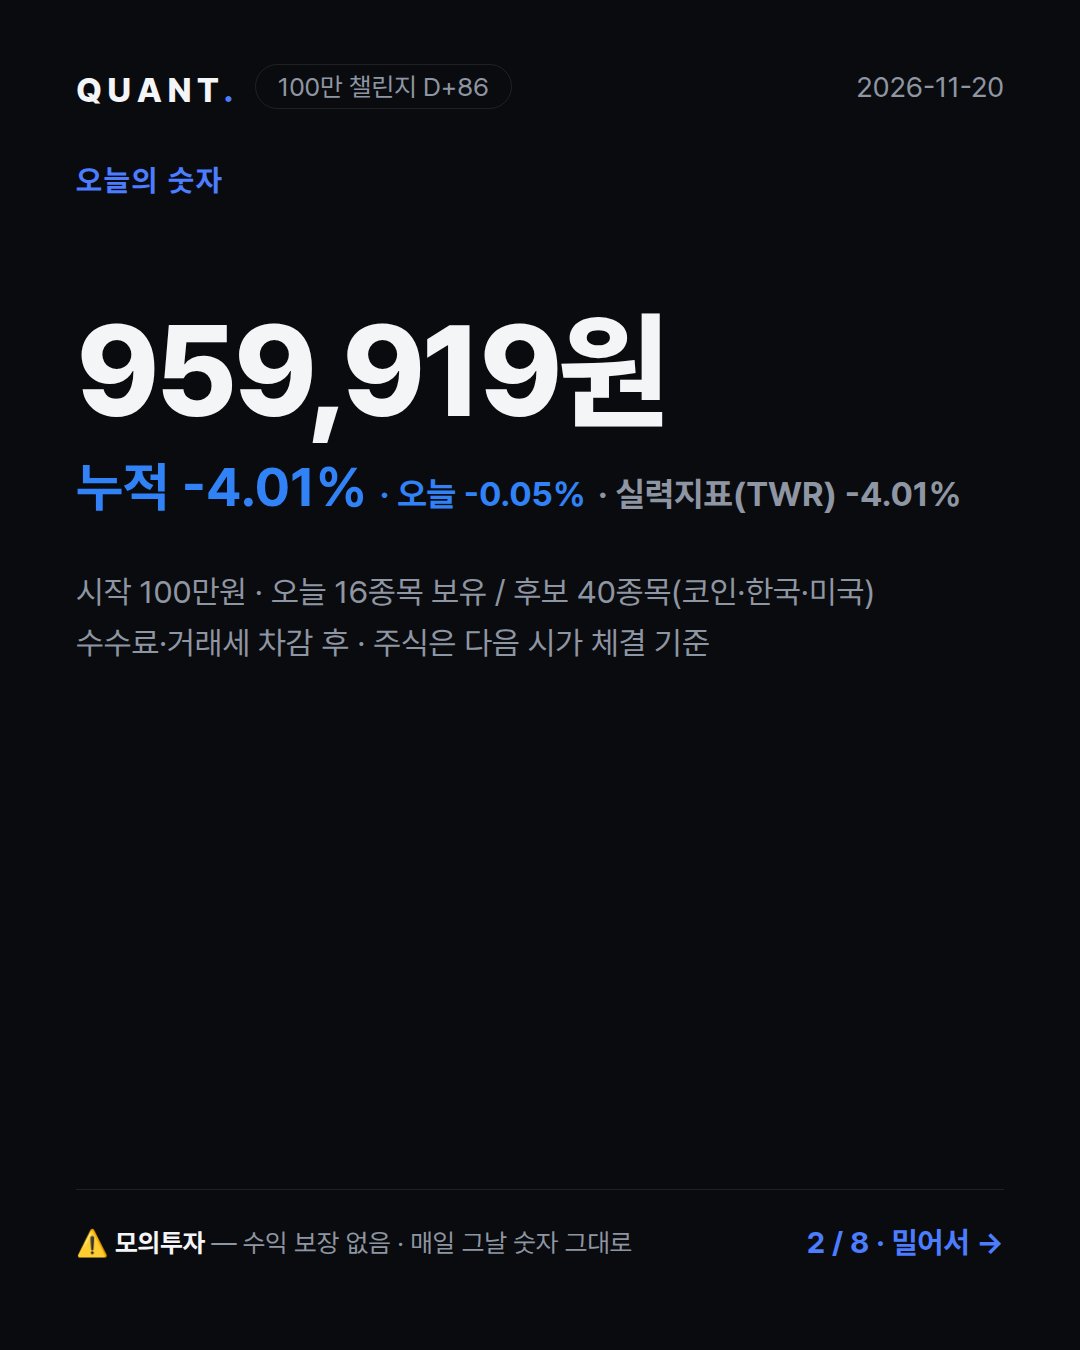 QUANT. 100만 챌린지 D+86 2026-11-20
오늘의 숫자
959,919원
누적 -4.01% · 오늘 -0.05% · 실력지표(TWR) -4.01%
시작 100만원 · 오늘 16종목 보유 / 후보 40종목(코인·한국·미국)
수수료·거래세 차감 후 · 주식은 다음 시가 체결 기준
⚠️ 모의투자 — 수익 보장 없음 · 매일 그날 숫자 그대로 2 / 8 · 밀어서 →